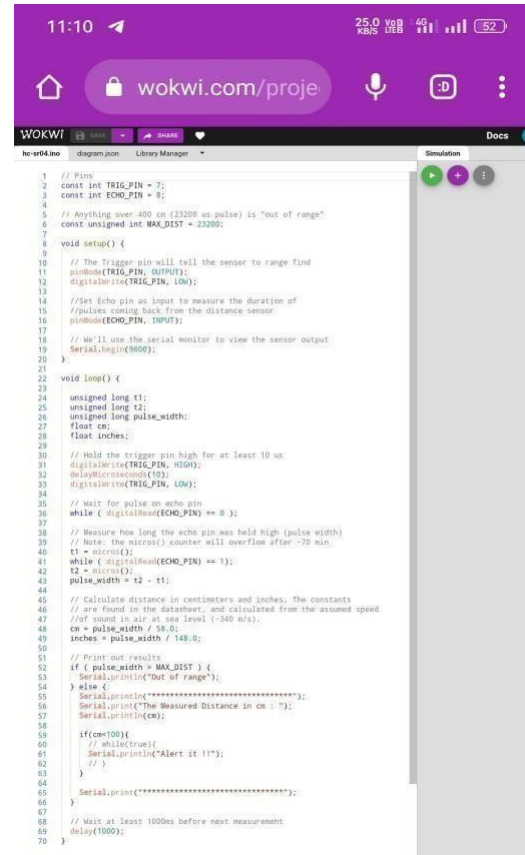 11:10
25.0 KB/S Vo LTE 4G 52
wokwi.com/proje
:D
WOKWI SAVE SHARE Docs
hc-sr04.ino diagram.json Library Manager Simulation
1 // Pins
2 const int TRIG_PIN = 7;
3 const int ECHO_PIN = 8;
4
5 // Anything over 400 cm (23200 us pulse) is "out of range"
6 const unsigned int MAX_DIST = 23200;
7
8 void setup() {
9
10 // The Trigger pin will tell the sensor to range find
11 pinMode(TRIG_PIN, OUTPUT);
12 digitalWrite(TRIG_PIN, LOW);
13
14 //Set Echo pin as input to measure the duration of
15 //pulses coming back from the distance sensor
16 pinMode(ECHO_PIN, INPUT);
17
18 // We'll use the serial monitor to view the sensor output
19 Serial.begin(9600);
20 }
21
22 void loop() {
23
24 unsigned long t1;
25 unsigned long t2;
26 unsigned long pulse_width;
27 float cm;
28 float inches;
29
30 // Hold the trigger pin high for at least 10 us
31 digitalWrite(TRIG_PIN, HIGH);
32 delayMicroseconds(10);
33 digitalWrite(TRIG_PIN, LOW);
34
35 // Wait for pulse on echo pin
36 while ( digitalRead(ECHO_PIN) == 0 );
37
38 // Measure how long the echo pin was held high (pulse width)
39 // Note: the micros() counter will overflow after ~70 min
40 t1 = micros();
41 while ( digitalRead(ECHO_PIN) == 1);
42 t2 = micros();
43 pulse_width = t2 - t1;
44
45 // Calculate distance in centimeters and inches. The constants
46 // are found in the datasheet, and calculated from the assumed speed
47 //of sound in air at sea level (~340 m/s).
48 cm = pulse_width / 58.0;
49 inches = pulse_width / 148.0;
50
51 // Print out results
52 if ( pulse_width > MAX_DIST ) {
53 Serial.println("Out of range");
54 } else {
55 Serial.println("********************************");
56 Serial.print("The Measured Distance in cm : ");
57 Serial.println(cm);
58
59 if(cm<100){
60 // while(true){
61 Serial.println("Alert it !!");
62 // }
63 }
64
65 Serial.print("********************************");
66 }
67
68 // Wait at least 1000ms before next measurement
69 delay(1000);
70 }